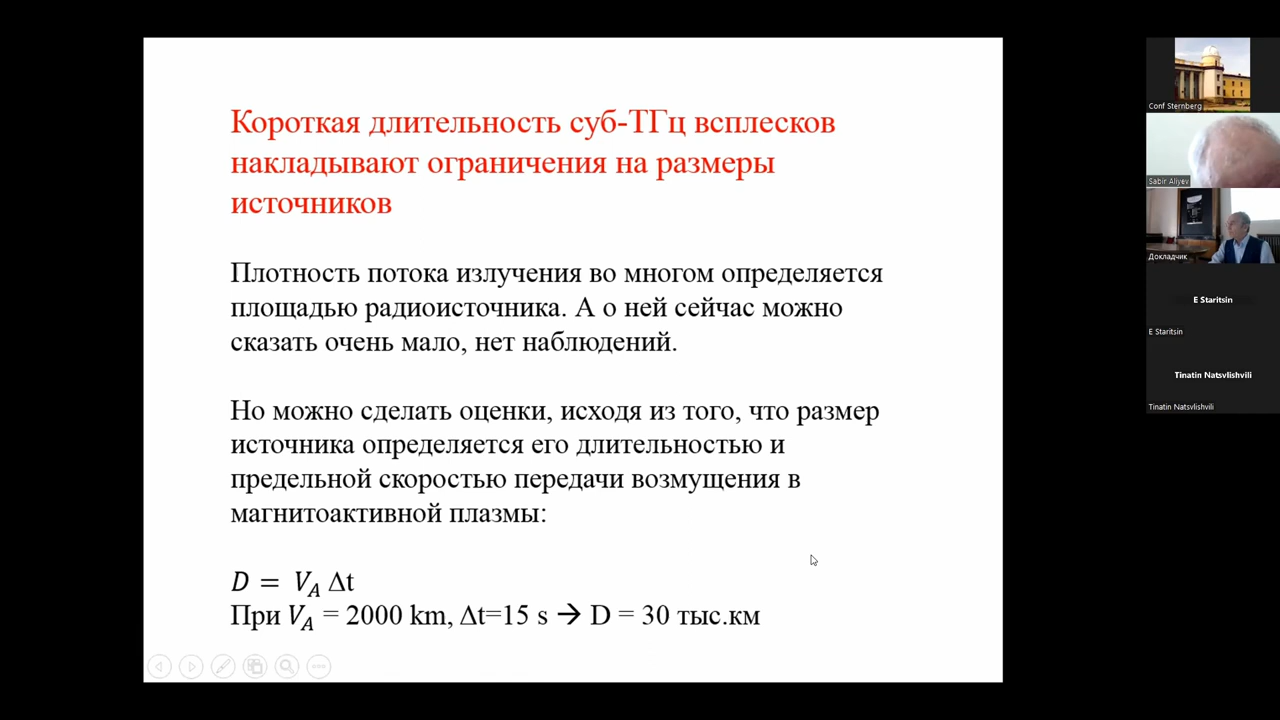 Короткая длительность суб-ТГц всплесков
накладывают ограничения на размеры
источников
Плотность потока излучения во многом определяется
площадью радиоисточника. А о ней сейчас можно
сказать очень мало, нет наблюдений.
Но можно сделать оценки, исходя из того, что размер
источника определяется его длительностью и
предельной скоростью передачи возмущения в
магнитоактивной плазмы:
D = V_A Δt
При V_A = 2000 km, Δt=15 s → D = 30 тыс.км
Conf Sternberg
Sabir Aliyev
Докладчик
E Staritsin
E Staritsin
Tinatin Natsvlishvili
Tinatin Natsvlishvili